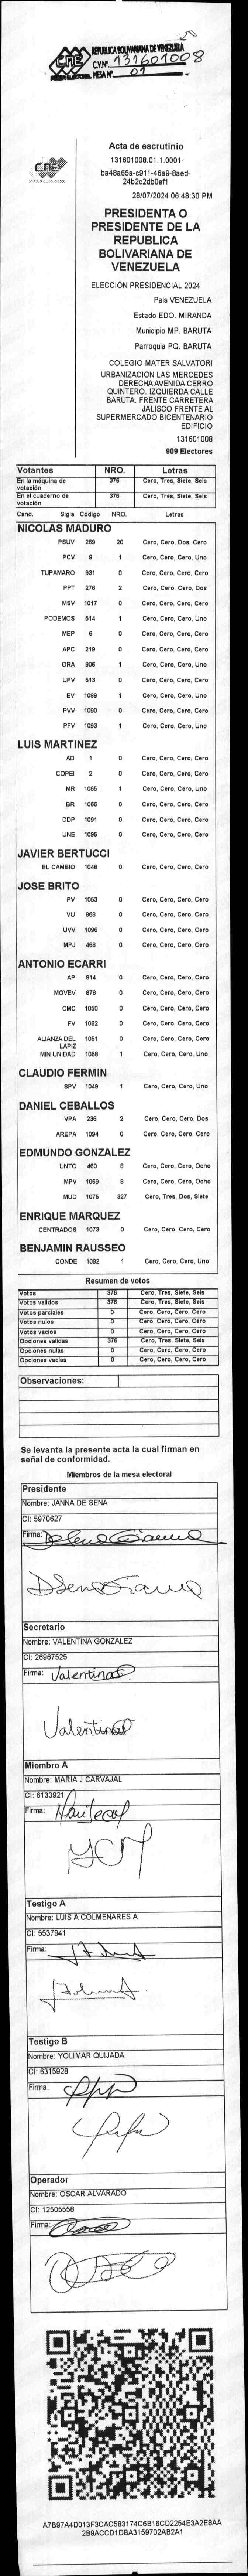 50
REPUBLICA BOLIVARIANA DE VENEZUELA
C.V.Nº 131601008
MESA Nº 01
CNE
PODER ELECTORAL
CNE
Acta de escrutinio
131601008.01.1.0001
ba48a65a-c911-46a9-8aed-
24b2c2db0ef1
28/07/2024 06:48:30 PM
PRESIDENTA O
PRESIDENTE DE LA
REPUBLICA
BOLIVARIANA DE
VENEZUELA
ELECCIÓN PRESIDENCIAL 2024
País VENEZUELA
Estado EDO. MIRANDA
Municipio MP. BARUTA
Parroquia PQ. BARUTA
COLEGIO MATER SALVATORI
URBANIZACION LAS MERCEDES
DERECHA AVENIDA CERRO
QUINTERO. IZQUIERDA CALLE
BARUTA. FRENTE CARRETERA
JALISCO FRENTE AL
SUPERMERCADO BICENTENARIO
EDIFICIO
131601008
909 Electores
Votantes NRO. Letras
En la máquina de votación 376 Cero, Tres, Siete, Seis
En el cuaderno de votación 376 Cero, Tres, Siete, Seis
Cand. Sigla Código NRO. Letras
NICOLAS MADURO
PSUV 269 20 Cero, Cero, Dos, Cero
PCV 9 1 Cero, Cero, Cero, Uno
TUPAMARO 931 0 Cero, Cero, Cero, Cero
PPT 276 2 Cero, Cero, Cero, Dos
MSV 1017 0 Cero, Cero, Cero, Cero
PODEMOS 514 1 Cero, Cero, Cero, Uno
MEP 6 0 Cero, Cero, Cero, Cero
APC 219 0 Cero, Cero, Cero, Cero
ORA 906 1 Cero, Cero, Cero, Uno
UPV 513 0 Cero, Cero, Cero, Cero
EV 1089 1 Cero, Cero, Cero, Uno
PVV 1090 0 Cero, Cero, Cero, Cero
PFV 1093 1 Cero, Cero, Cero, Uno
LUIS MARTINEZ
AD 1 0 Cero, Cero, Cero, Cero
COPEI 2 0 Cero, Cero, Cero, Cero
MR 1065 1 Cero, Cero, Cero, Uno
BR 1066 0 Cero, Cero, Cero, Cero
DDP 1091 0 Cero, Cero, Cero, Cero
UNE 1095 0 Cero, Cero, Cero, Cero
JAVIER BERTUCCI
EL CAMBIO 1046 0 Cero, Cero, Cero, Cero
JOSE BRITO
PV 1053 0 Cero, Cero, Cero, Cero
VU 968 0 Cero, Cero, Cero, Cero
UVV 1096 0 Cero, Cero, Cero, Cero
MPJ 458 0 Cero, Cero, Cero, Cero
ANTONIO ECARRI
AP 914 0 Cero, Cero, Cero, Cero
MOVEV 878 0 Cero, Cero, Cero, Cero
CMC 1050 0 Cero, Cero, Cero, Cero
FV 1062 0 Cero, Cero, Cero, Cero
ALIANZA DEL LAPIZ 1051 0 Cero, Cero, Cero, Cero
MIN UNIDAD 1068 1 Cero, Cero, Cero, Uno
CLAUDIO FERMIN
SPV 1049 1 Cero, Cero, Cero, Uno
DANIEL CEBALLOS
VPA 236 2 Cero, Cero, Cero, Dos
AREPA 1094 0 Cero, Cero, Cero, Cero
EDMUNDO GONZALEZ
UNTC 460 8 Cero, Cero, Cero, Ocho
MPV 1069 8 Cero, Cero, Cero, Ocho
MUD 1075 327 Cero, Tres, Dos, Siete
ENRIQUE MARQUEZ
CENTRADOS 1073 0 Cero, Cero, Cero, Cero
BENJAMIN RAUSSEO
CONDE 1092 1 Cero, Cero, Cero, Uno
Resumen de votos
Votos 376 Cero, Tres, Siete, Seis
Votos validos 376 Cero, Tres, Siete, Seis
Votos parciales 0 Cero, Cero, Cero, Cero
Votos nulos 0 Cero, Cero, Cero, Cero
Votos vacios 0 Cero, Cero, Cero, Cero
Opciones validas 376 Cero, Tres, Siete, Seis
Opciones nulas 0 Cero, Cero, Cero, Cero
Opciones vacias 0 Cero, Cero, Cero, Cero
Observaciones:
Se levanta la presente acta la cual firman en
señal de conformidad.
Miembros de la mesa electoral
Presidente
Nombre: JANNA DE SENA
CI: 5970627
Firma:
Secretario
Nombre: VALENTINA GONZALEZ
CI: 26967525
Firma: Valentina
Valentina
Miembro A
Nombre: MARIA J CARVAJAL
CI: 6133921
Firma:
Testigo A
Nombre: LUIS A COLMENARES A
CI: 5537941
Firma:
Testigo B
Nombre: YOLIMAR QUIJADA
CI: 6315928
Firma:
Operador
Nombre: OSCAR ALVARADO
CI: 12505558
Firma:
A7B97A4D013F3CAC583174C6B16CD2254E3A2E8AA
2B9ACCD1DBA3159702AB2A1